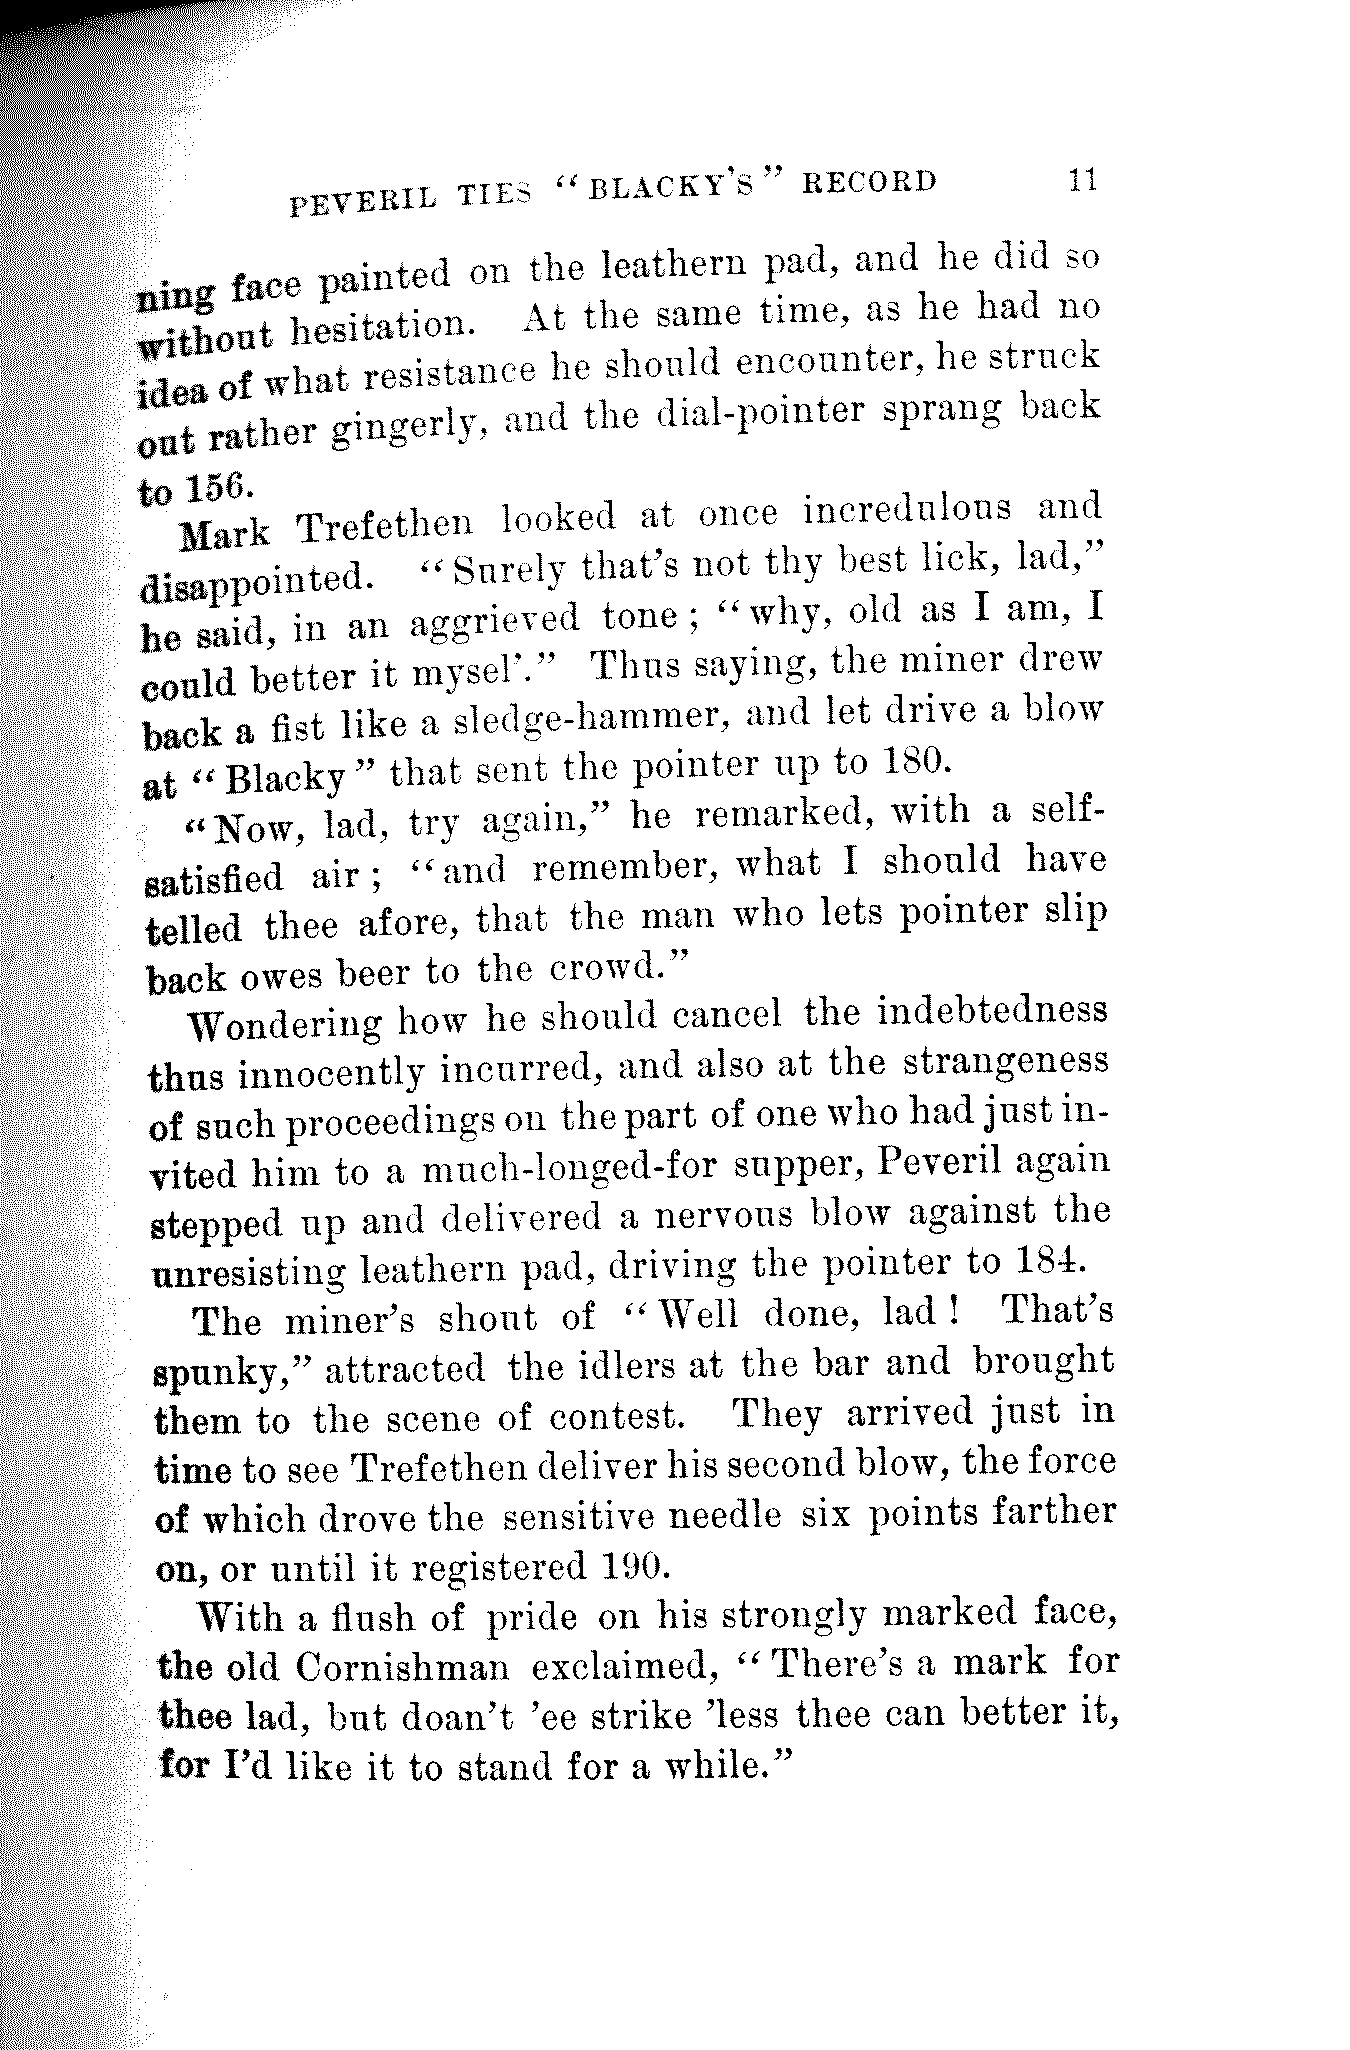 PEVERIL TIES "BLACKY'S" RECORD 11
ning face painted on the leathern pad, and he did so
without hesitation. At the same time, as he had no
idea of what resistance he should encounter, he struck
out rather gingerly, and the dial-pointer sprang back
to 156.
Mark Trefethen looked at once incredulous and
disappointed. "Surely that's not thy best lick, lad,"
he said, in an aggrieved tone; "why, old as I am, I
could better it mysel'." Thus saying, the miner drew
back a fist like a sledge-hammer, and let drive a blow
at "Blacky" that sent the pointer up to 180.
"Now, lad, try again," he remarked, with a self-
satisfied air; "and remember, what I should have
telled thee afore, that the man who lets pointer slip
back owes beer to the crowd."
Wondering how he should cancel the indebtedness
thus innocently incurred, and also at the strangeness
of such proceedings on the part of one who had just in-
vited him to a much-longed-for supper, Peveril again
stepped up and delivered a nervous blow against the
unresisting leathern pad, driving the pointer to 184.
The miner's shout of "Well done, lad! That's
spunky," attracted the idlers at the bar and brought
them to the scene of contest. They arrived just in
time to see Trefethen deliver his second blow, the force
of which drove the sensitive needle six points farther
on, or until it registered 190.
With a flush of pride on his strongly marked face,
the old Cornishman exclaimed, "There's a mark for
thee lad, but doan't 'ee strike 'less thee can better it,
for I'd like it to stand for a while."